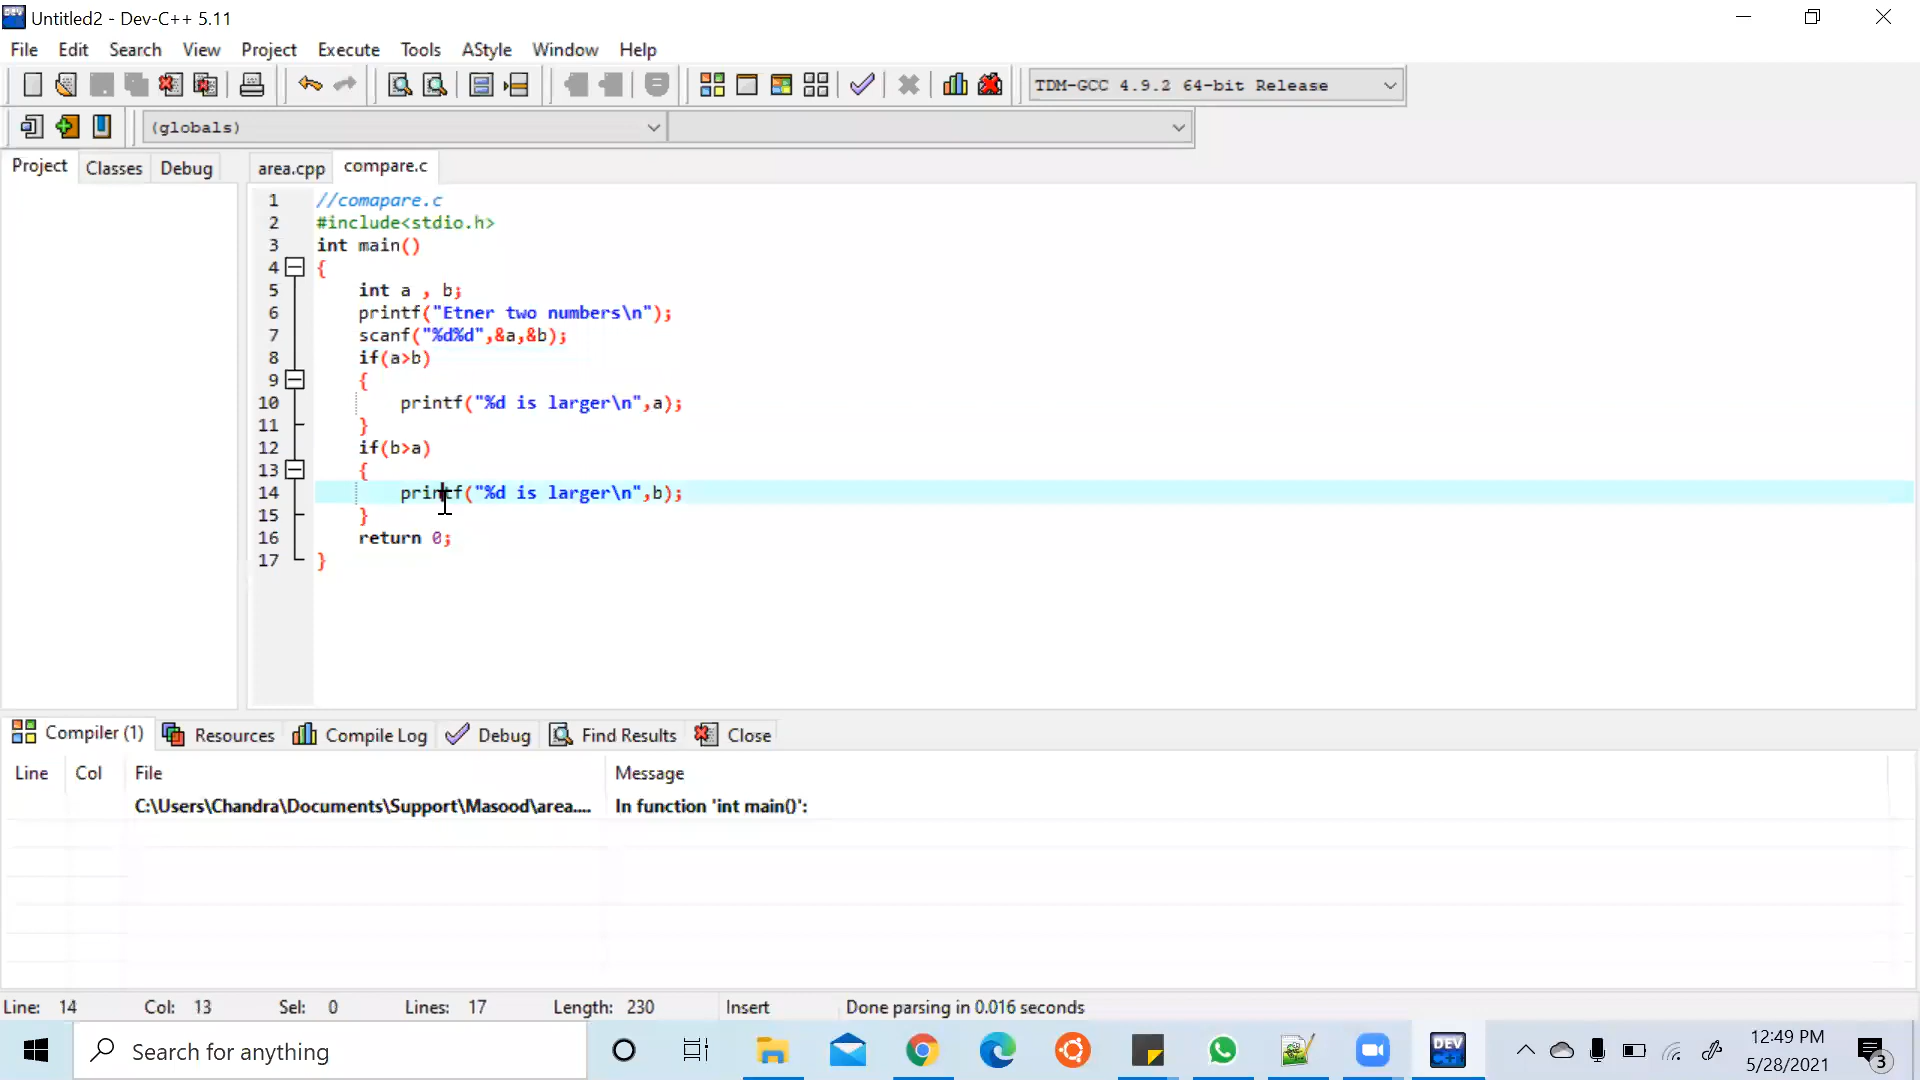 Untitled2 - Dev-C++ 5.11
File Edit Search View Project Execute Tools AStyle Window Help
TDM-GCC 4.9.2 64-bit Release
(globals)
Project Classes Debug area.cpp compare.c
1 //comapare.c
2 #include<stdio.h>
3 int main()
4 {
5 int a , b;
6 printf("Etner two numbers\n");
7 scanf("%d%d",&a,&b);
8 if(a>b)
9 {
10 printf("%d is larger\n",a);
11 }
12 if(b>a)
13 {
14 printf("%d is larger\n",b);
15 }
16 return 0;
17 }
Compiler (1) Resources Compile Log Debug Find Results Close
Line Col File Message
C:\Users\Chandra\Documents\Support\Masood\area.... In function 'int main()':
Line: 14 Col: 13 Sel: 0 Lines: 17 Length: 230 Insert Done parsing in 0.016 seconds
Search for anything
DEV C++
12:49 PM
5/28/2021
3